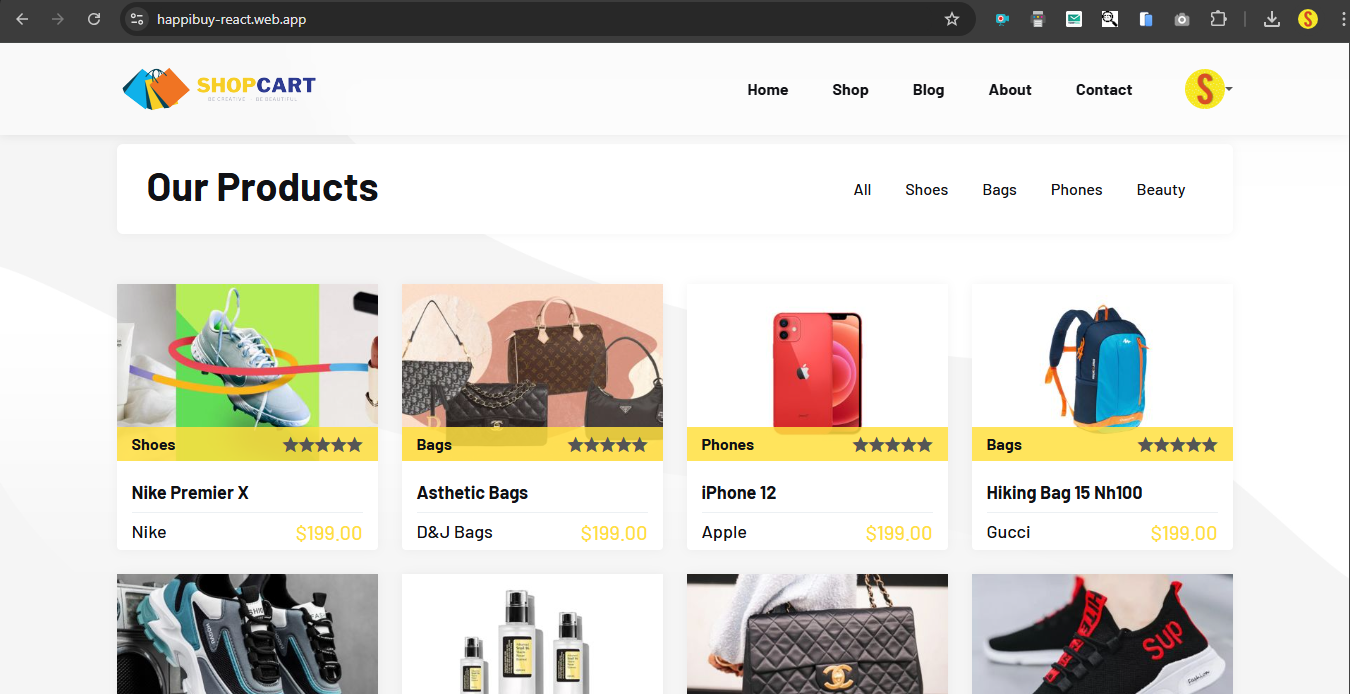 happibuy-react.web.app
SHOPCART
BE CREATIVE BE BEAUTIFUL
Home Shop Blog About Contact
S
Our Products
All Shoes Bags Phones Beauty
Shoes
Bags
Phones
Bags
Nike Premier X
Asthetic Bags
iPhone 12
Hiking Bag 15 Nh100
Nike $199.00
D&J Bags $199.00
Apple $199.00
Gucci $199.00
Sup
Fashion